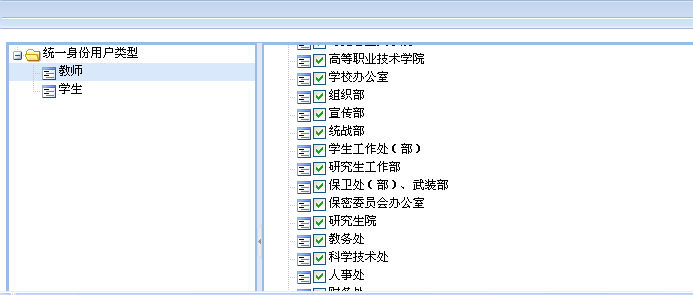 统一身份用户类型
教师
学生
高等职业技术学院
学校办公室
组织部
宣传部
统战部
学生工作处（部）
研究生工作部
保卫处（部）、武装部
保密委员会办公室
研究生院
教务处
科学技术处
人事处
财务处